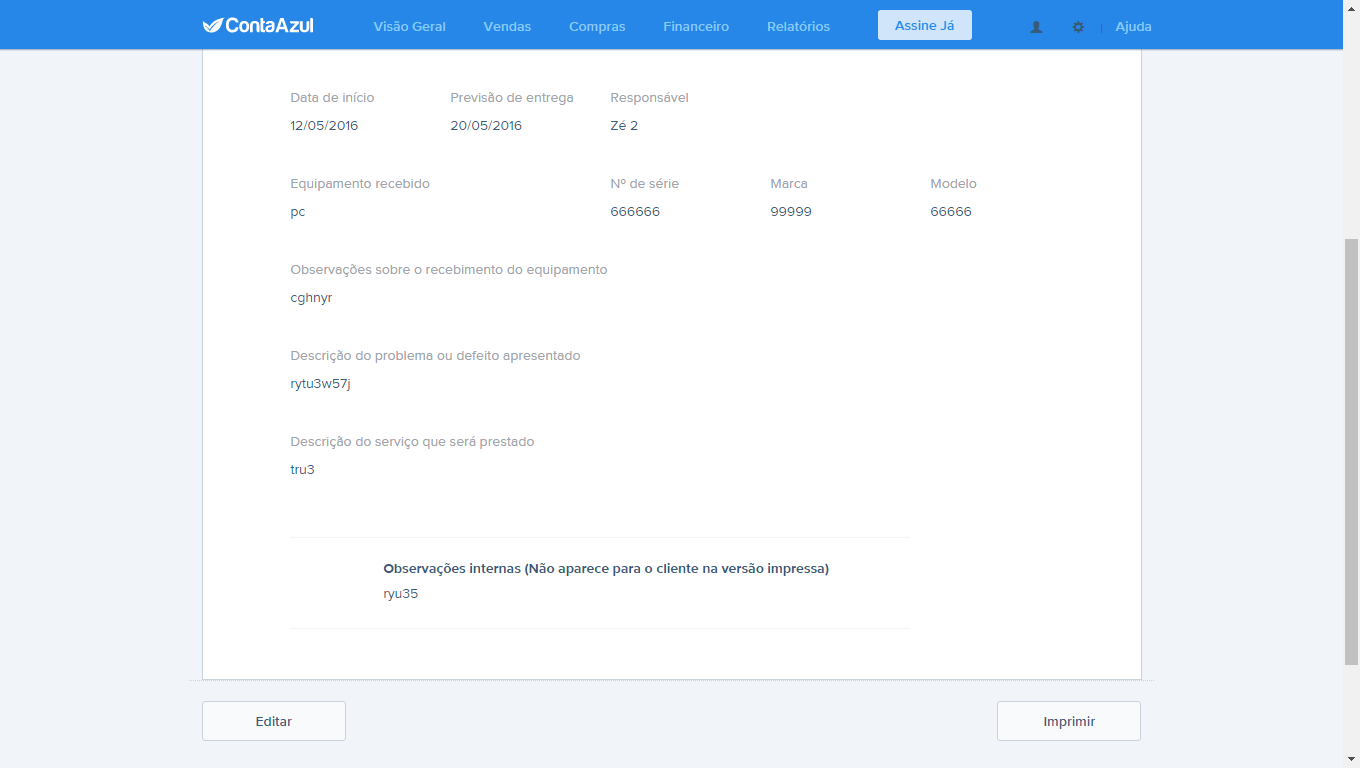 ContaAzul Visão Geral Vendas Compras Financeiro Relatórios Assine Já Ajuda
Data de início Previsão de entrega Responsável
12/05/2016 20/05/2016 Zé 2
Equipamento recebido Nº de série Marca Modelo
pc 666666 99999 66666
Observações sobre o recebimento do equipamento
cghnyr
Descrição do problema ou defeito apresentado
rytu3w57j
Descrição do serviço que será prestado
tru3
Observações internas (Não aparece para o cliente na versão impressa)
ryu35
Editar Imprimir